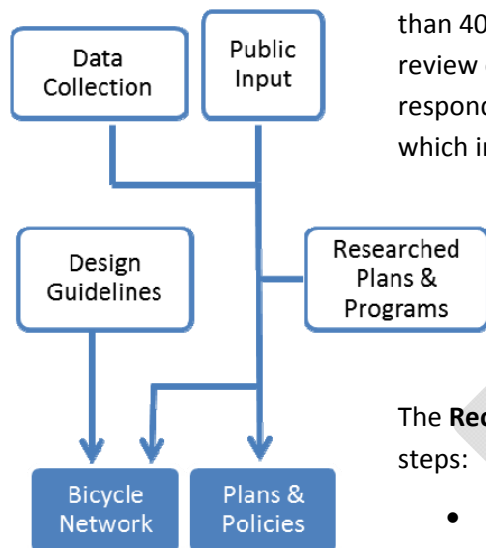 Data
Collection
Public
Input
than 40
review
respond
which
Design
Guidelines
Researched
Plans &
Programs
The
steps:
Bicycle
Network
Plans &
Policies
•